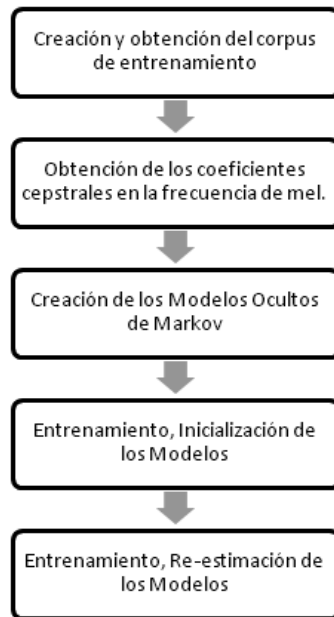 Creación y obtención del corpus
de entrenamiento
Obtención de los coeficientes
cepstrales en la frecuencia de mel.
Creación de los Modelos Ocultos
de Markov
Entrenamiento, Inicialización de
los Modelos
Entrenamiento, Re-estimación de
los Modelos